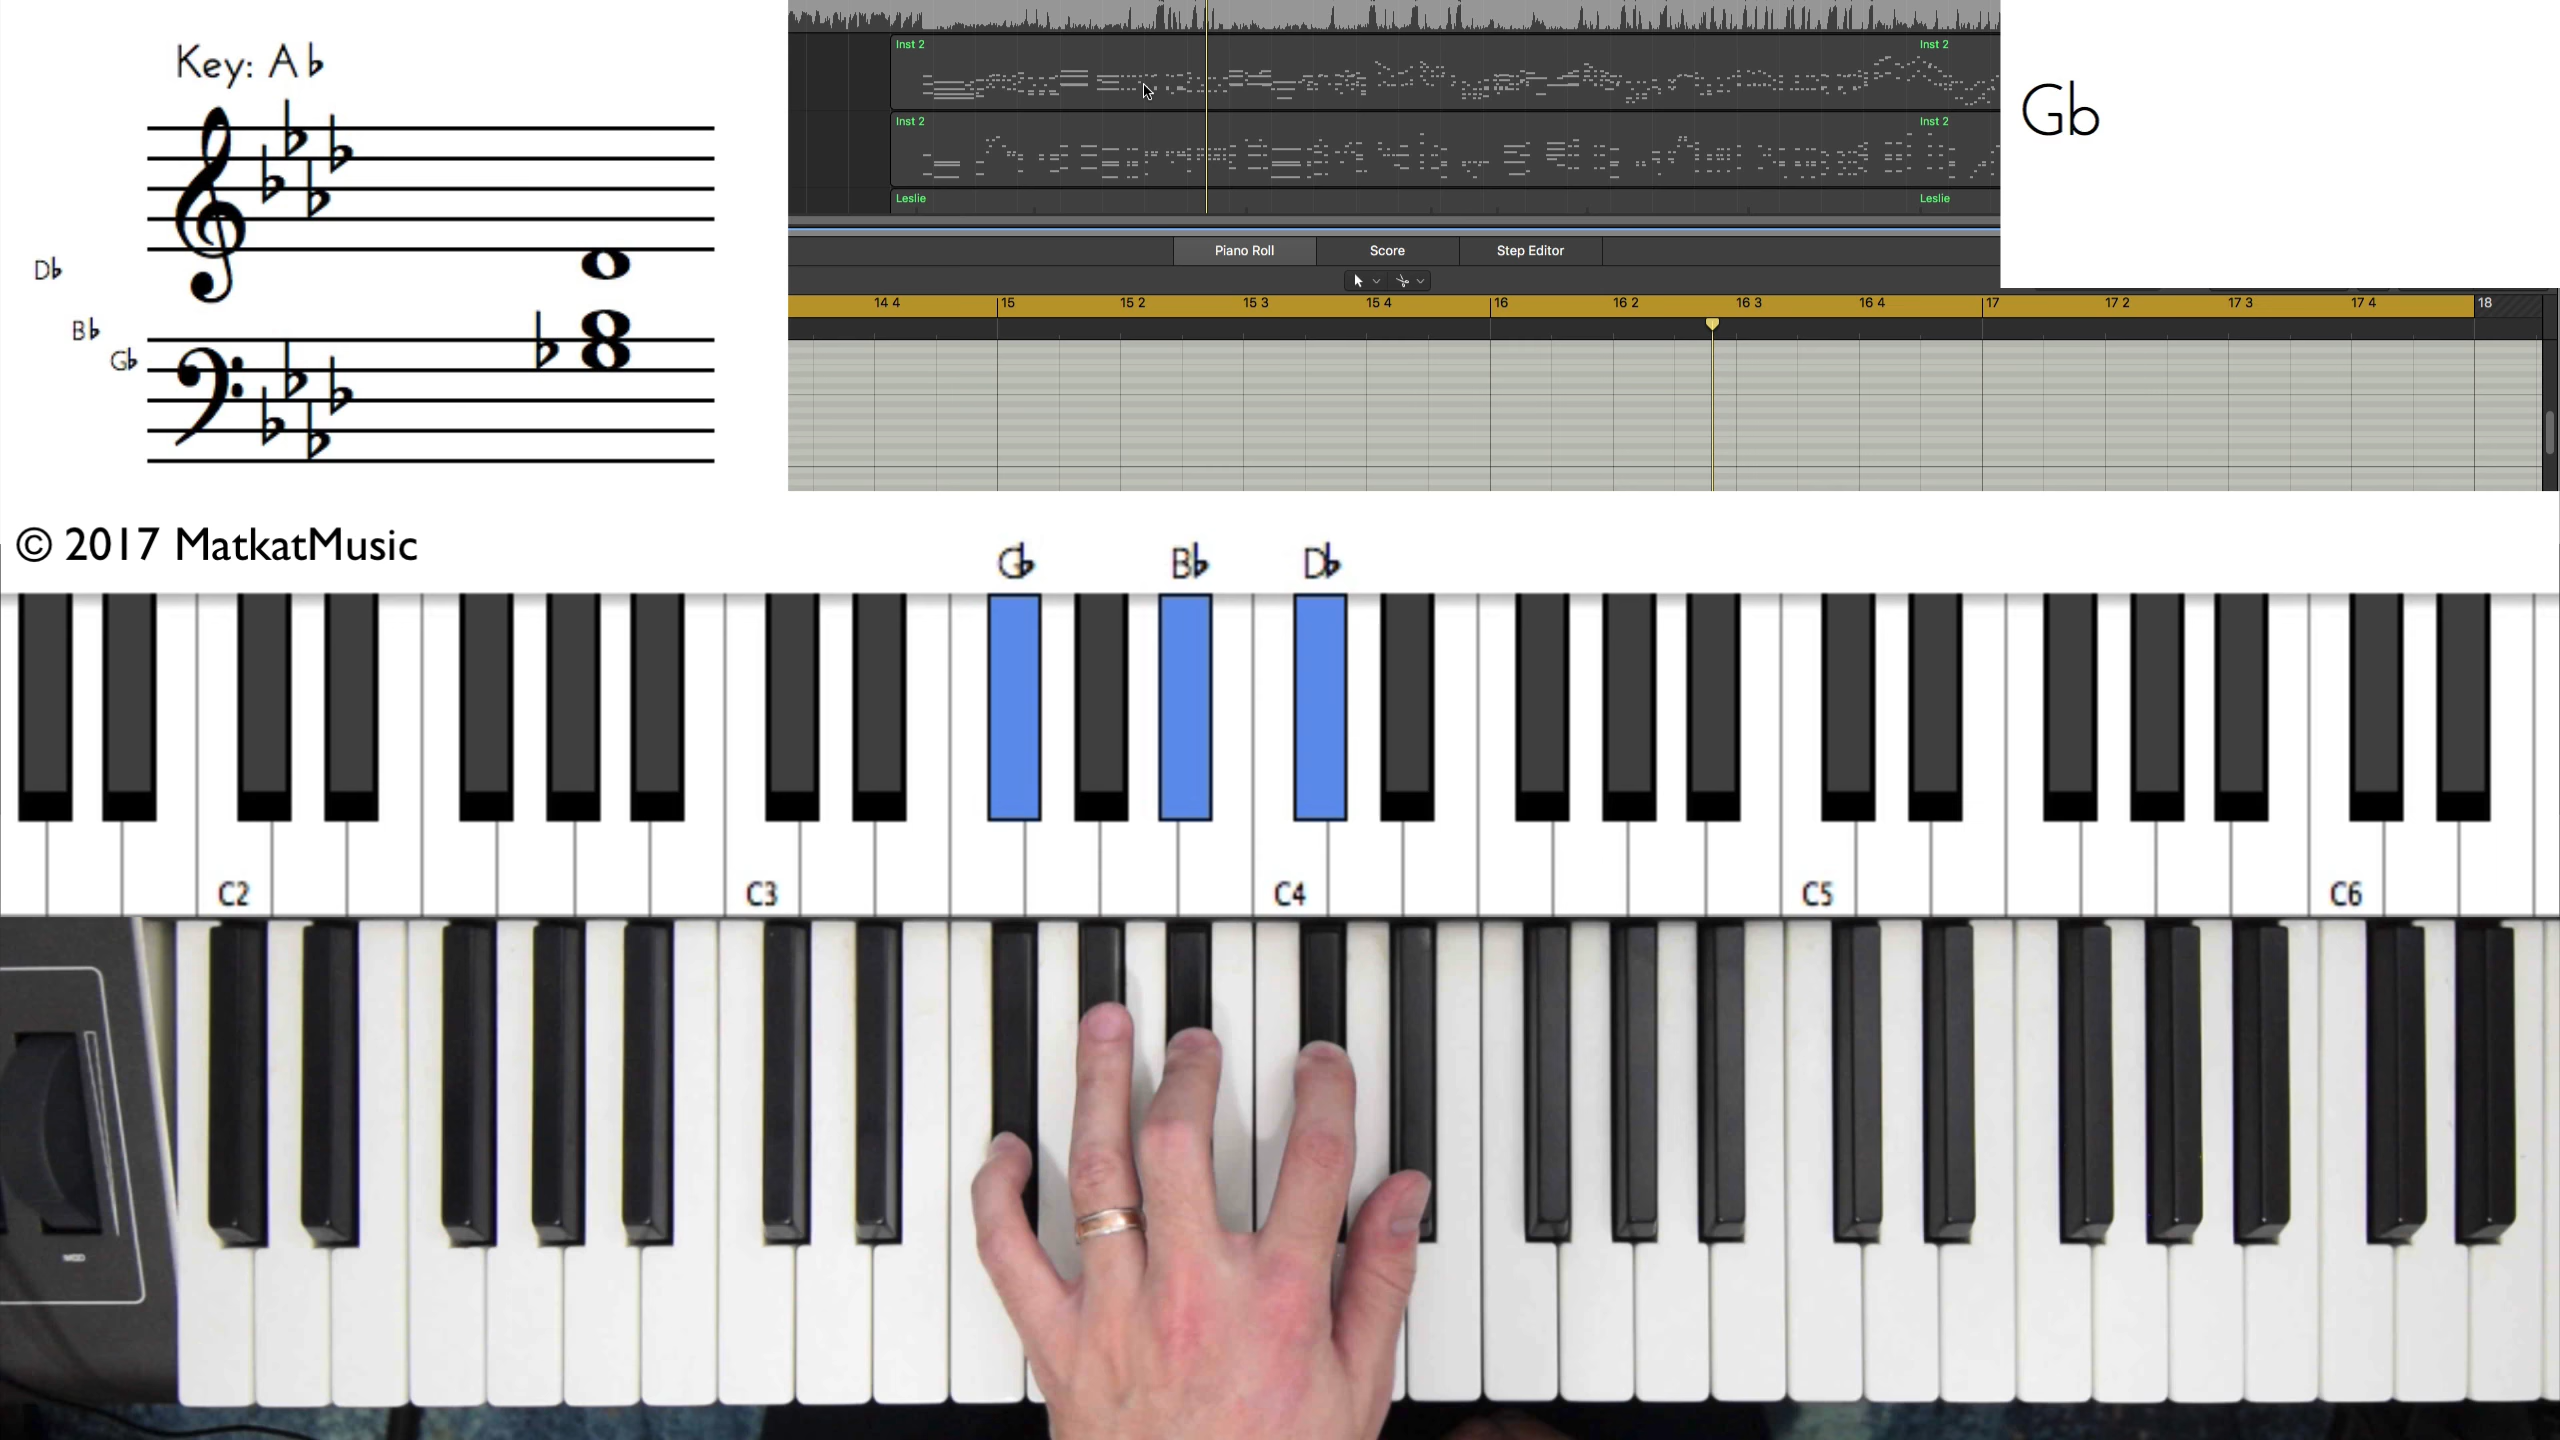 Key: A♭
D♭
B♭
G♭
Inst 2
Inst 2
Inst 2
Inst 2
Leslie
Leslie
Gb
Piano Roll
Score
Step Editor
14 4
15
15 2
15 3
15 4
16
16 2
16 3
16 4
17
17 2
17 3
17 4
18
© 2017 MatkatMusic
G♭
B♭
D♭
C2
C3
C4
C5
C6
MOD